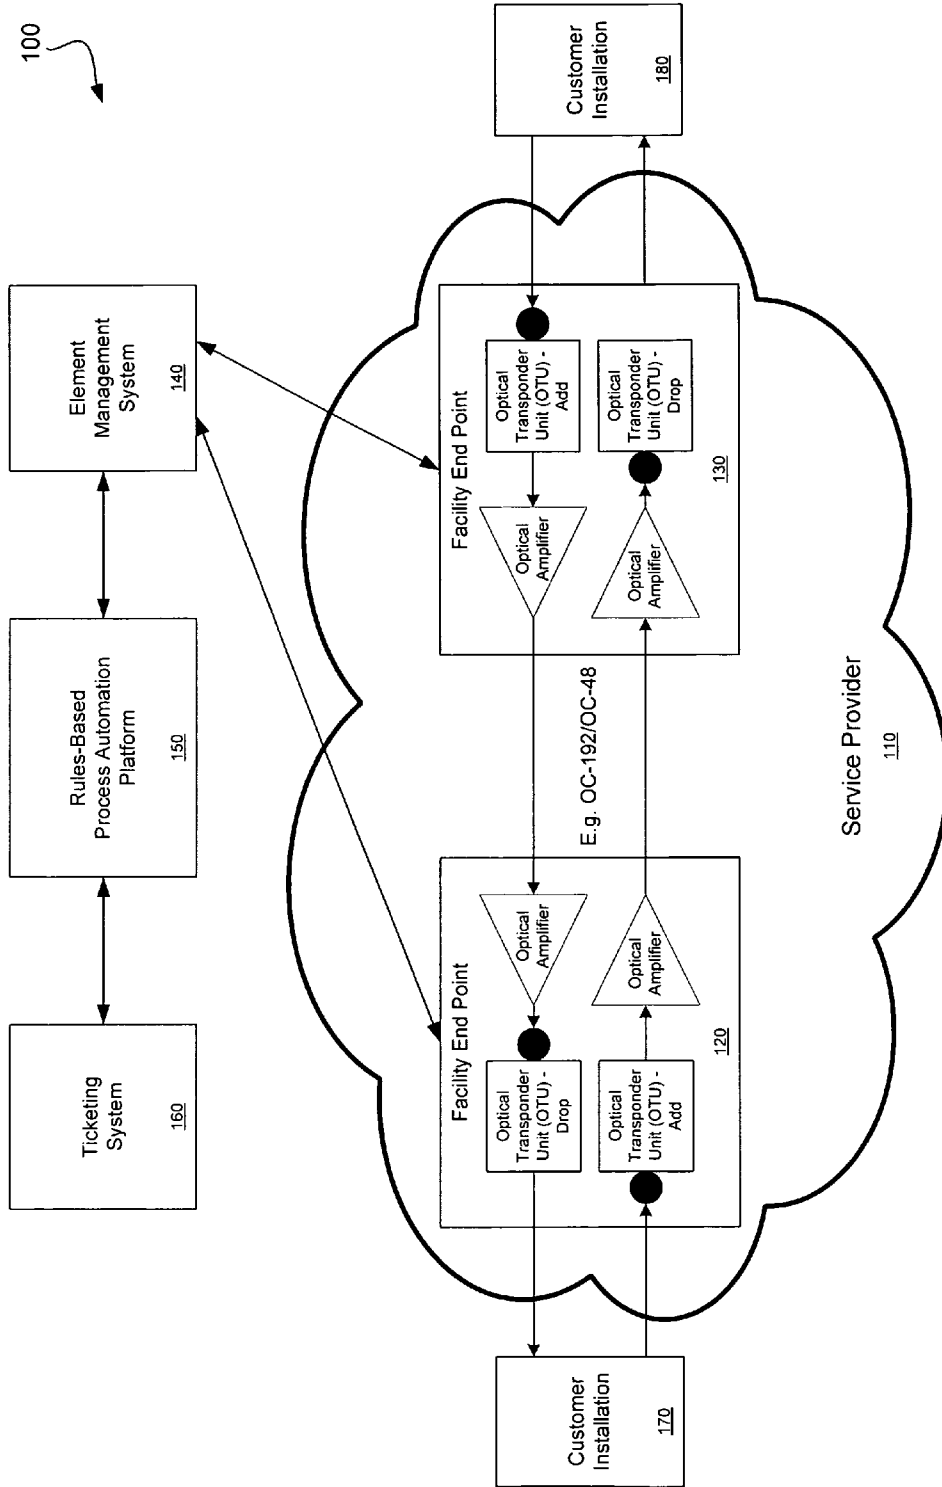 100
Ticketing
System
160
Rules-Based
Process Automation
Platform
150
Element
Management
System
140
Customer
Installation
170
Facility End Point
Optical
Transponder
Unit (OTU) -
Drop
Optical
Amplifier
Optical
Transponder
Unit (OTU) -
Add
Optical
Amplifier
120
E.g. OC-192/OC-48
Facility End Point
Optical
Amplifier
Optical
Transponder
Unit (OTU) -
Add
Optical
Amplifier
Optical
Transponder
Unit (OTU) -
Drop
130
Customer
Installation
180
Service Provider
110